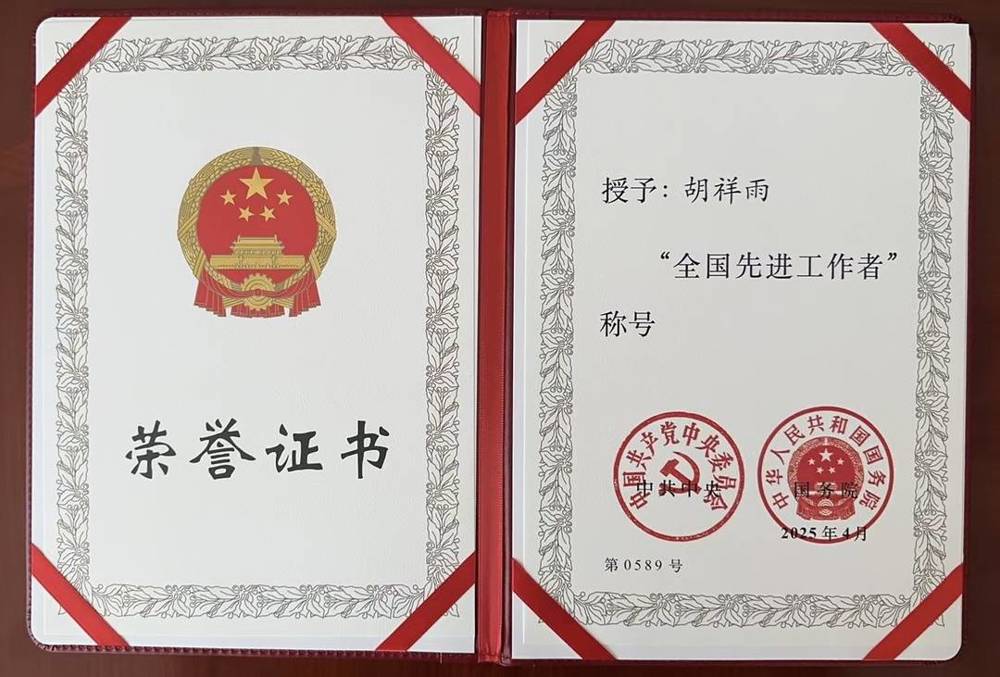 荣誉证书
授予：胡祥雨
“全国先进工作者”
称号
中国共产党中央委员会
中共中央
中华人民共和国国务院
国务院
2025年4月
第0589号